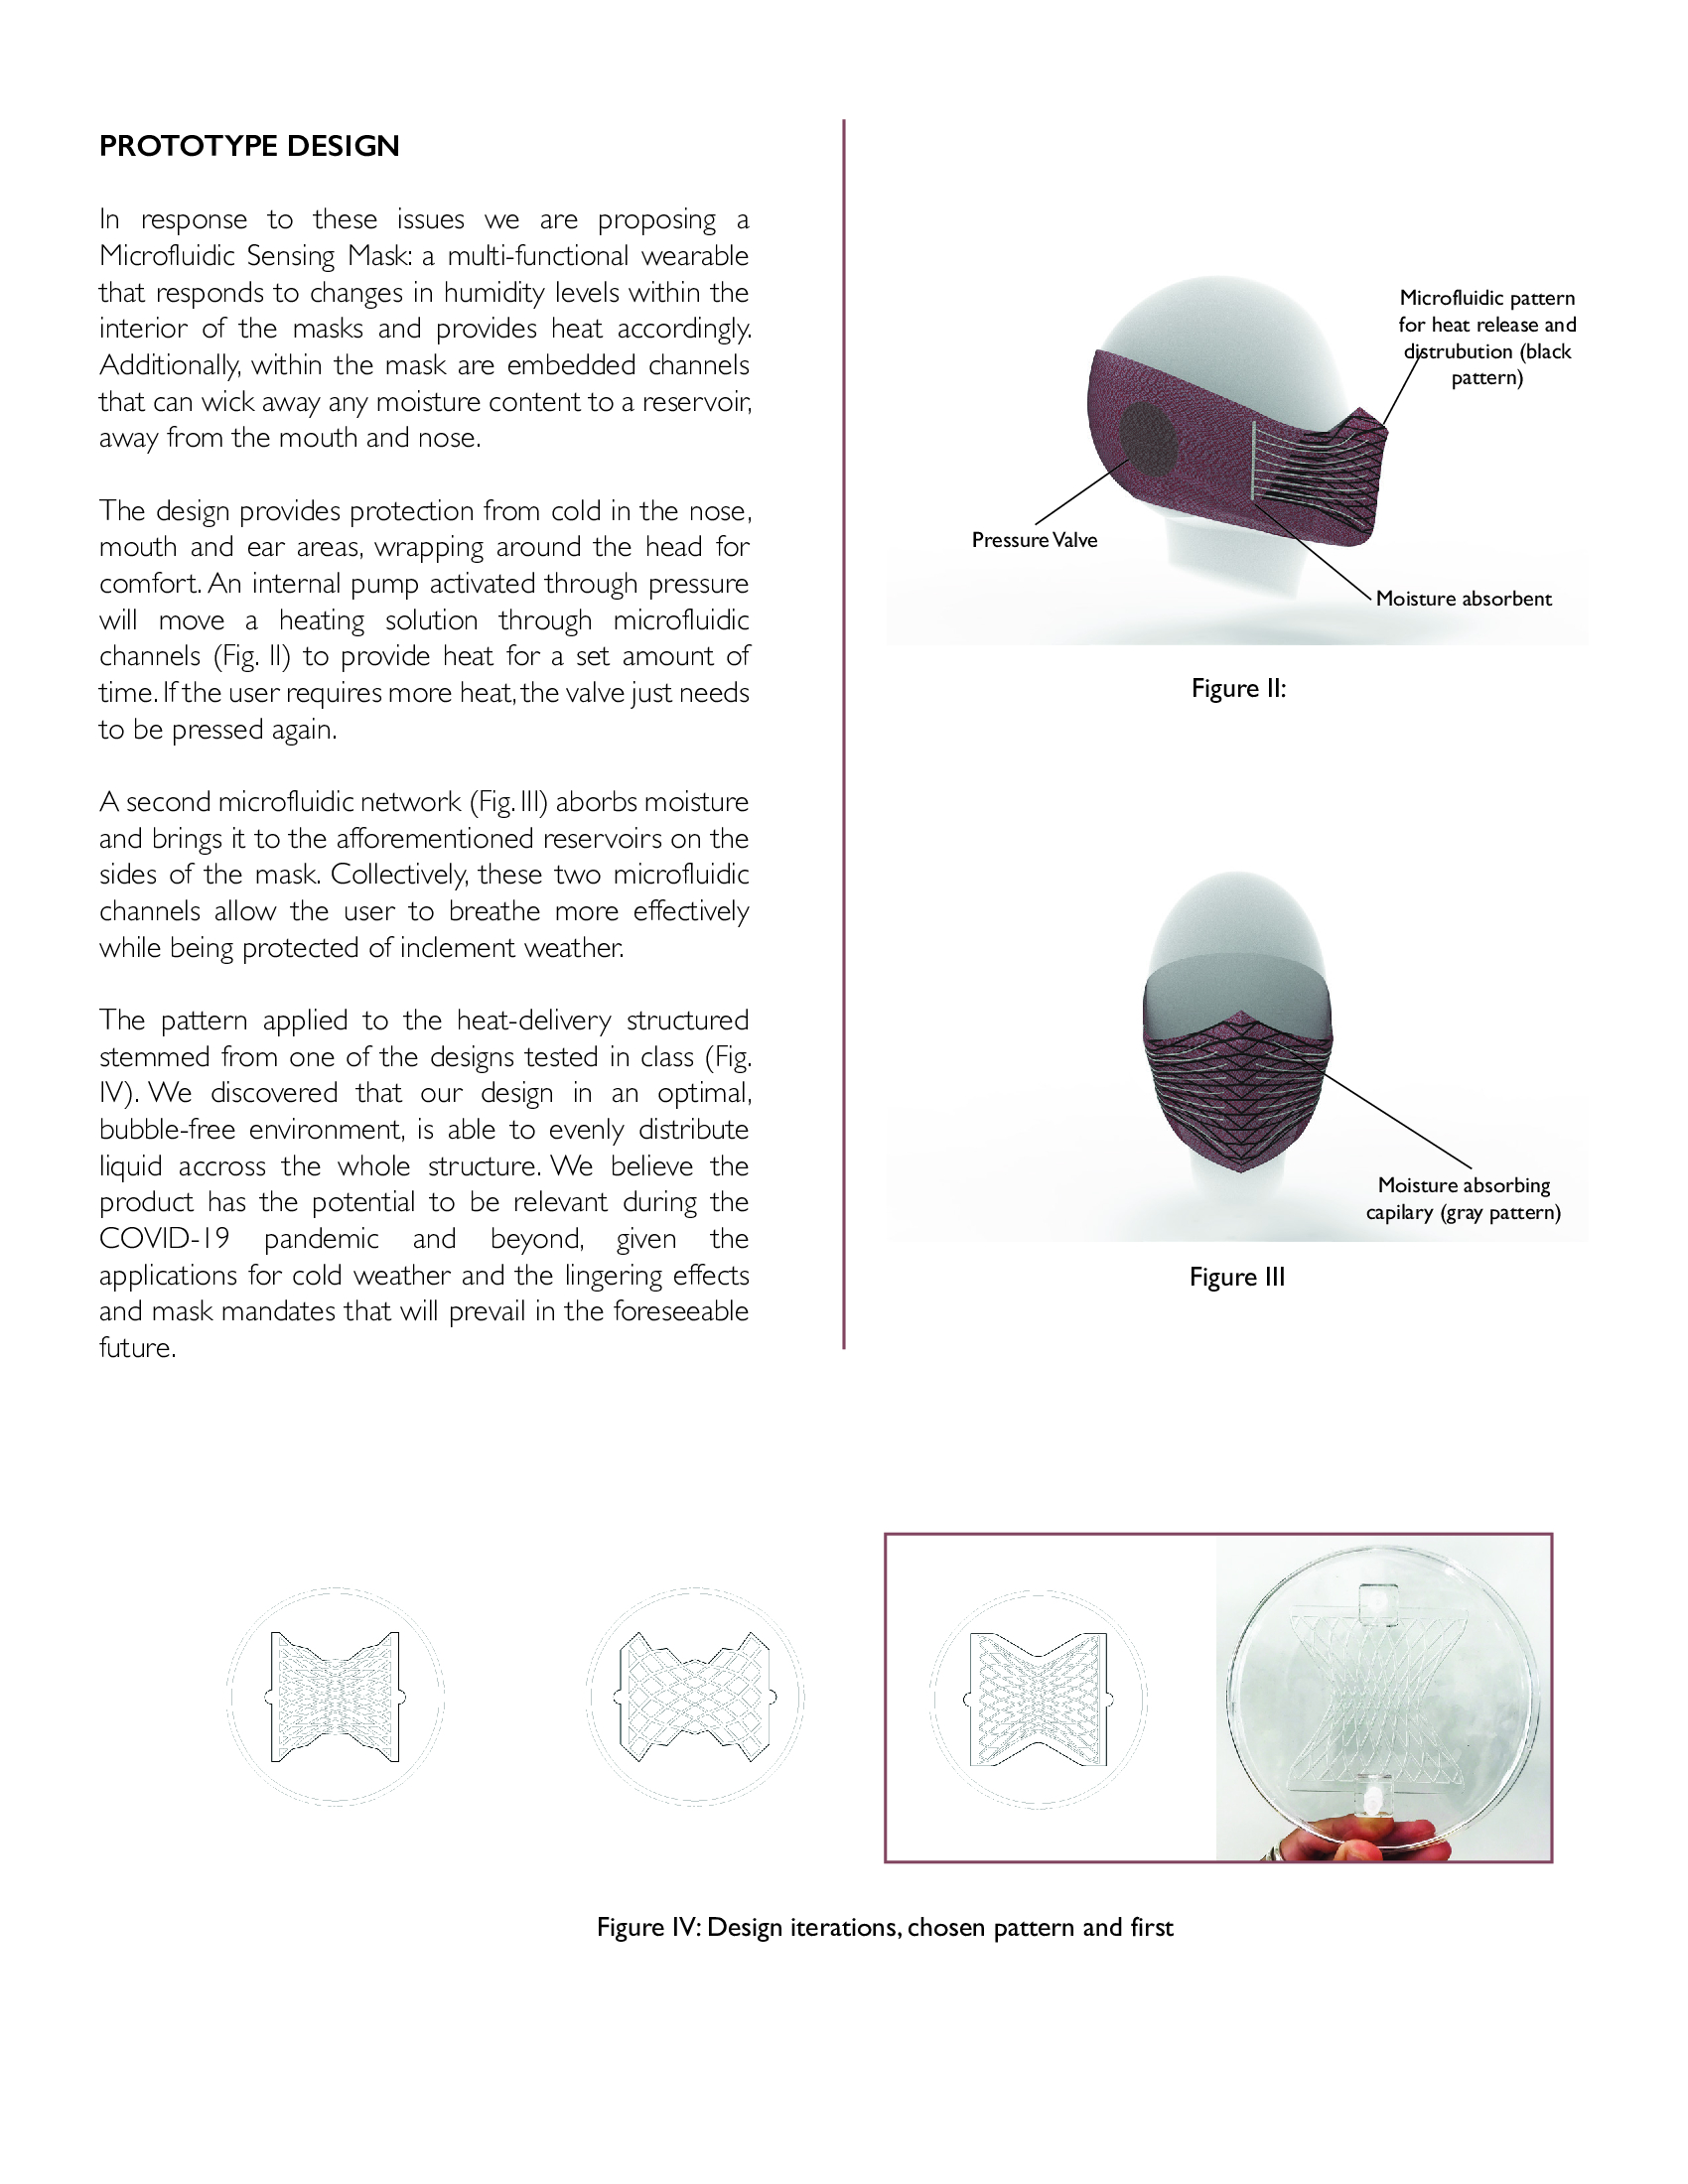 PROTOTYPE DESIGN
In response to these issues we are proposing a
Microfluidic Sensing Mask: a multi-functional wearable
that responds to changes in humidity levels within the
interior of the masks and provides heat accordingly.
Additionally, within the mask are embedded channels
that can wick away any moisture content to a reservoir,
away from the mouth and nose.
The design provides protection from cold in the nose,
mouth and ear areas, wrapping around the head for
comfort. An internal pump activated through pressure
will move a heating solution through microfluidic
channels (Fig. II) to provide heat for a set amount of
time. If the user requires more heat, the valve just needs
to be pressed again.
A second microfluidic network (Fig. III) aborbs moisture
and brings it to the afforementioned reservoirs on the
sides of the mask. Collectively, these two microfluidic
channels allow the user to breathe more effectively
while being protected of inclement weather.
The pattern applied to the heat-delivery structured
stemmed from one of the designs tested in class (Fig.
IV). We discovered that our design in an optimal,
bubble-free environment, is able to evenly distribute
liquid accross the whole structure. We believe the
product has the potential to be relevant during the
COVID-19 pandemic and beyond, given the
applications for cold weather and the lingering effects
and mask mandates that will prevail in the foreseeable
future.
Microfluidic pattern
for heat release and
distrubution (black
pattern)
Pressure Valve
Moisture absorbent
Figure II:
Moisture absorbing
capilary (gray pattern)
Figure III
Figure IV: Design iterations, chosen pattern and first